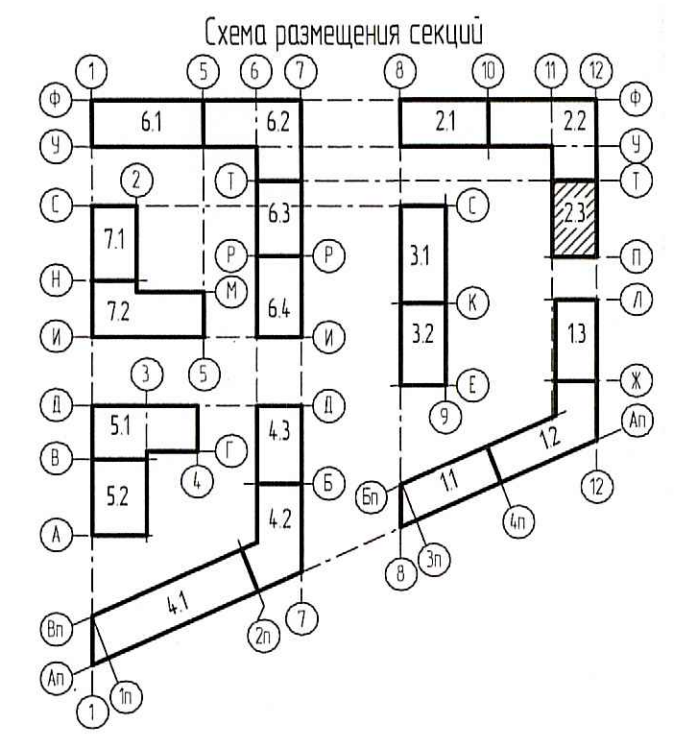 Схема размещения секций
1 5 6 7 8 10 11 12
Ф 6.1 6.2 2.1 2.2 Ф
У У
2 Т Т
С 7.1 6.3 С 2.3
Р Р 3.1 П
Н М К Л
И 7.2 6.4 И 3.2 1.3
3 5 Е Ж
Д 5.1 4.3 Д 9 Ап
В Г 1.2
4 Б Бп 1.1 12
5.2 4.2 4п
А 3п
8
4.1 7
Вп 2п
Ап 1п
1